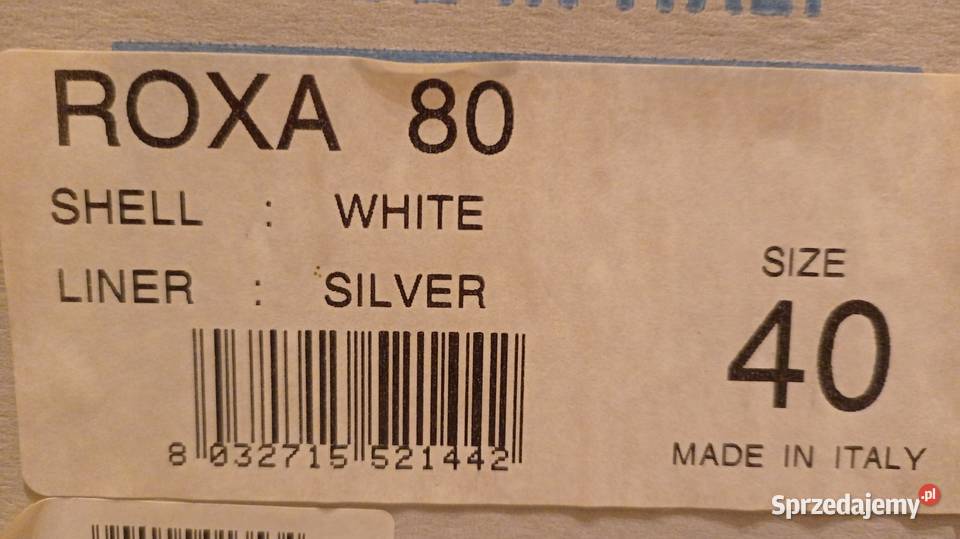 ROXA 80
SHELL : WHITE
LINER : SILVER
SIZE
40
8 032715 521442
MADE IN ITALY
Sprzedajemy.pl